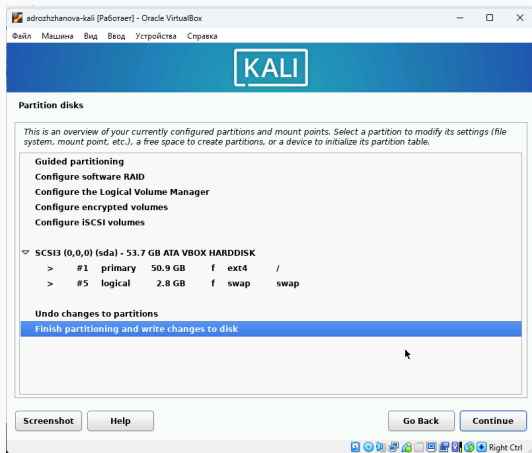 adrozhzhanova-kali [Работает] - Oracle VirtualBox
Файл Машина Вид Ввод Устройства Справка
KALI
Partition disks
This is an overview of your currently configured partitions and mount points. Select a partition to modify its settings (file
system, mount point, etc.), a free space to create partitions, or a device to initialize its partition table.
Guided partitioning
Configure software RAID
Configure the Logical Volume Manager
Configure encrypted volumes
Configure iSCSI volumes
SCSI3 (0,0,0) (sda) - 53.7 GB ATA VBOX HARDDISK
> #1 primary 50.9 GB f ext4 /
> #5 logical 2.8 GB f swap swap
Undo changes to partitions
Finish partitioning and write changes to disk
Screenshot Help Go Back Continue
Right Ctrl